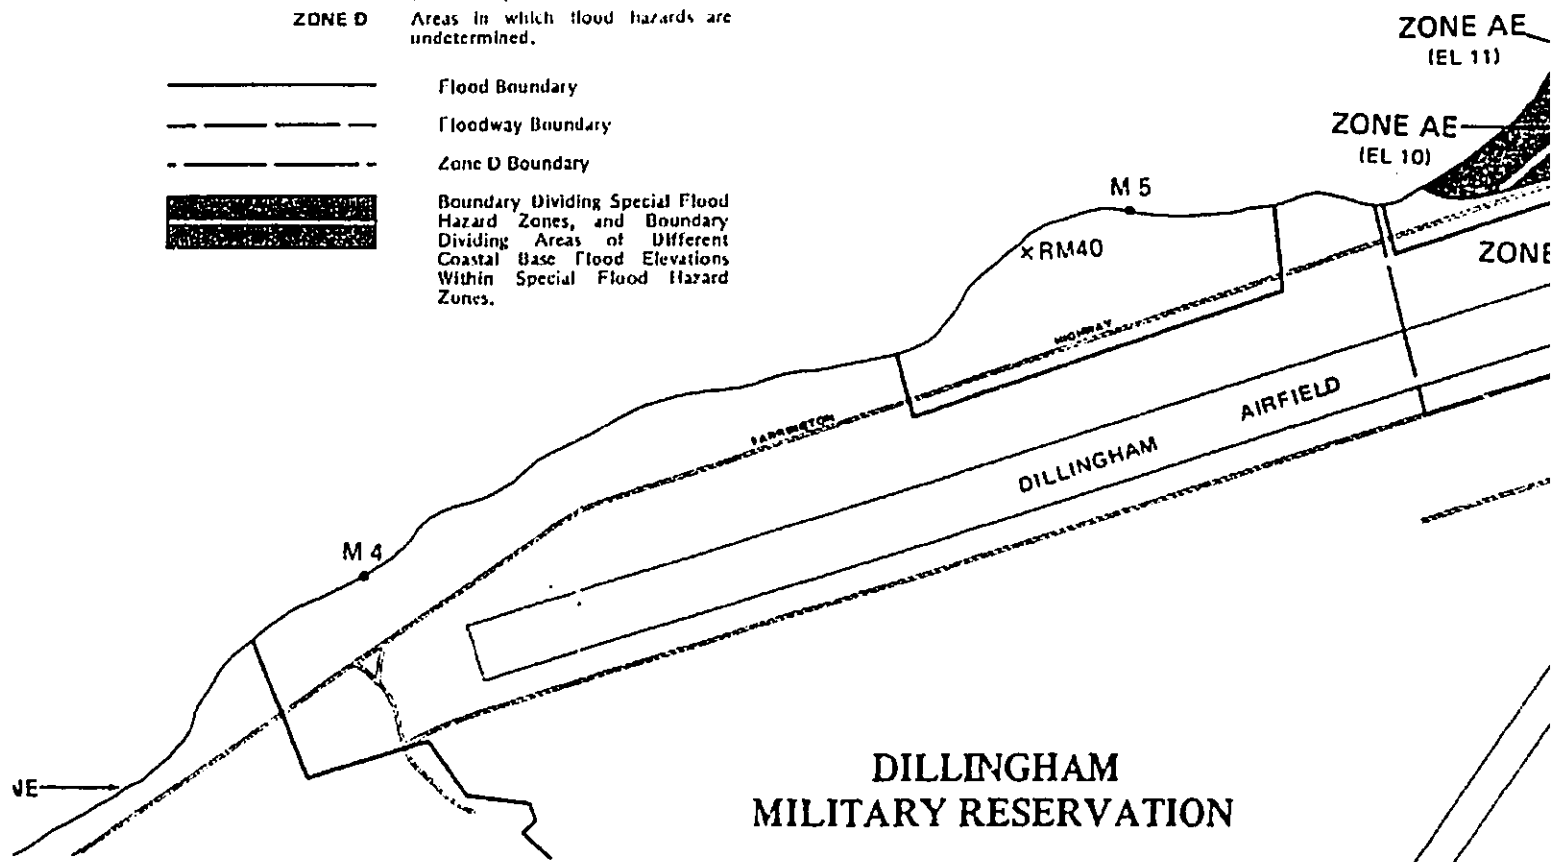 ZONE D
Areas in which flood hazards are
undetermined.
Flood Boundary
Floodway Boundary
Zone D Boundary
Boundary Dividing Special Flood
Hazard Zones, and Boundary
Dividing Areas of Different
Coastal Base Flood Elevations
Within Special Flood Hazard
Zones.
ZONE AE
(EL 11)
ZONE AE
(EL 10)
M 5
×RM40
ZONE
HIGHWAY
FARRINGTON
AIRFIELD
DILLINGHAM
M 4
DILLINGHAM
MILITARY RESERVATION